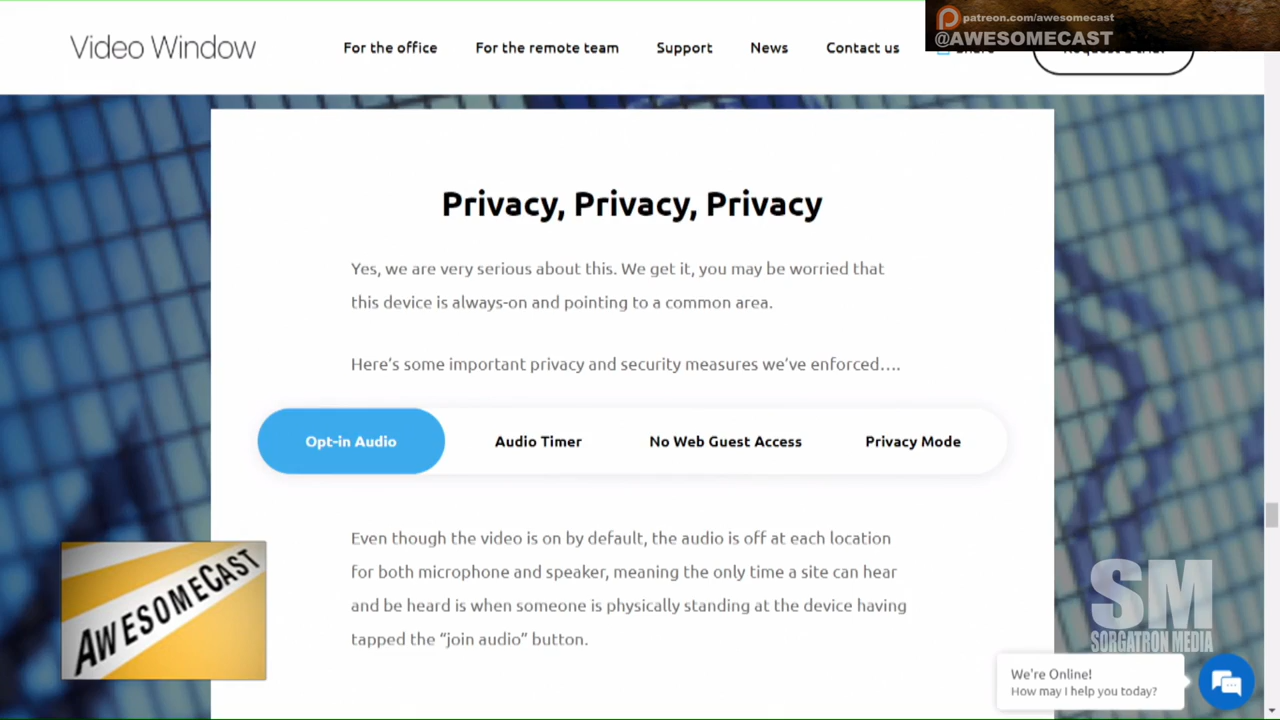 patreon.com/awesomecast
@AWESOMECAST
Video Window
For the office
For the remote team
Support
News
Contact us
Privacy, Privacy, Privacy
Yes, we are very serious about this. We get it, you may be worried that
this device is always-on and pointing to a common area.
Here's some important privacy and security measures we've enforced....
Opt-in Audio
Audio Timer
No Web Guest Access
Privacy Mode
Even though the video is on by default, the audio is off at each location
for both microphone and speaker, meaning the only time a site can hear
and be heard is when someone is physically standing at the device having
tapped the “join audio” button.
AWESOMECAST
SM
SORGATRON MEDIA
We're Online!
How may I help you today?